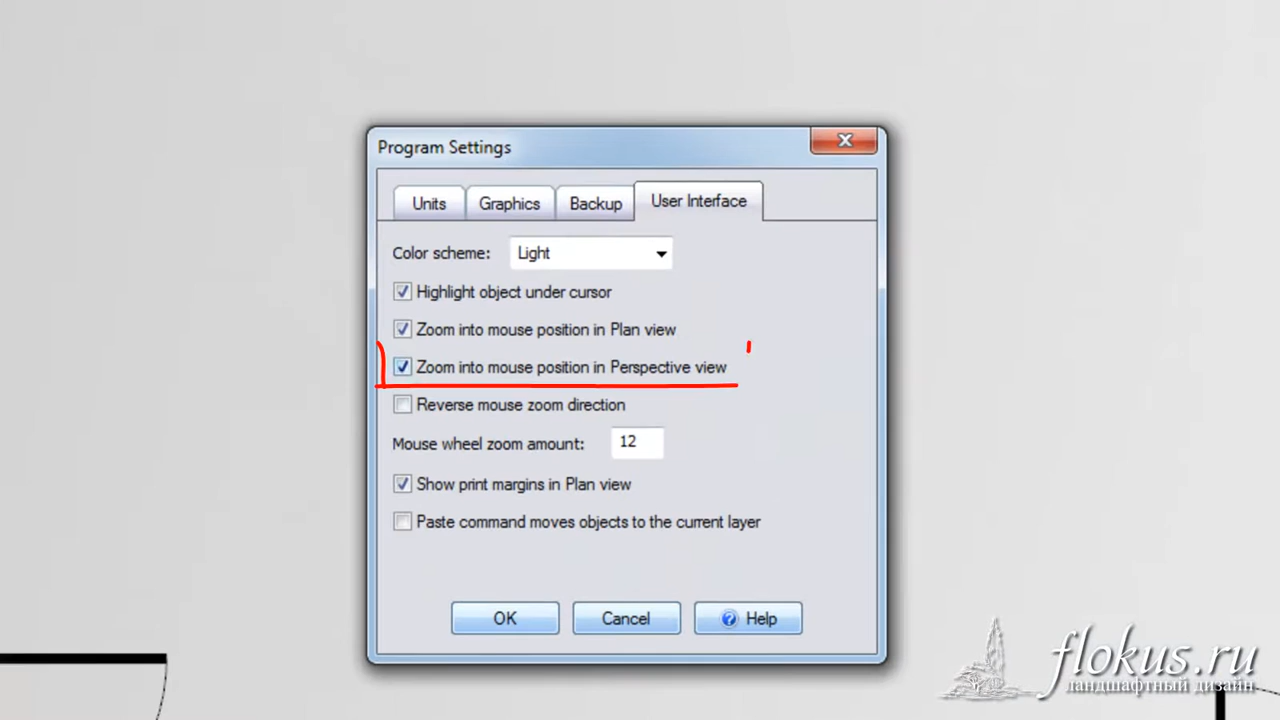 Program Settings
Units Graphics Backup User Interface
Color scheme: Light
Highlight object under cursor
Zoom into mouse position in Plan view
Zoom into mouse position in Perspective view
Reverse mouse zoom direction
Mouse wheel zoom amount: 12
Show print margins in Plan view
Paste command moves objects to the current layer
OK Cancel Help
flokus.ru
ландшафтный дизайн